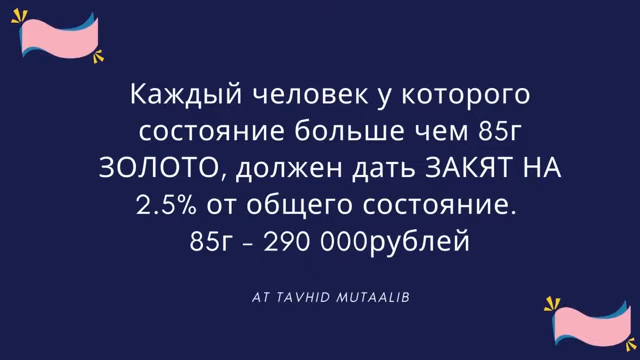 Каждый человек у которого
состояние больше чем 85г
ЗОЛОТО, должен дать ЗАКЯТ НА
2.5% от общего состояние.
85г – 290 000рублей
AT TAVHID MUTAALIB